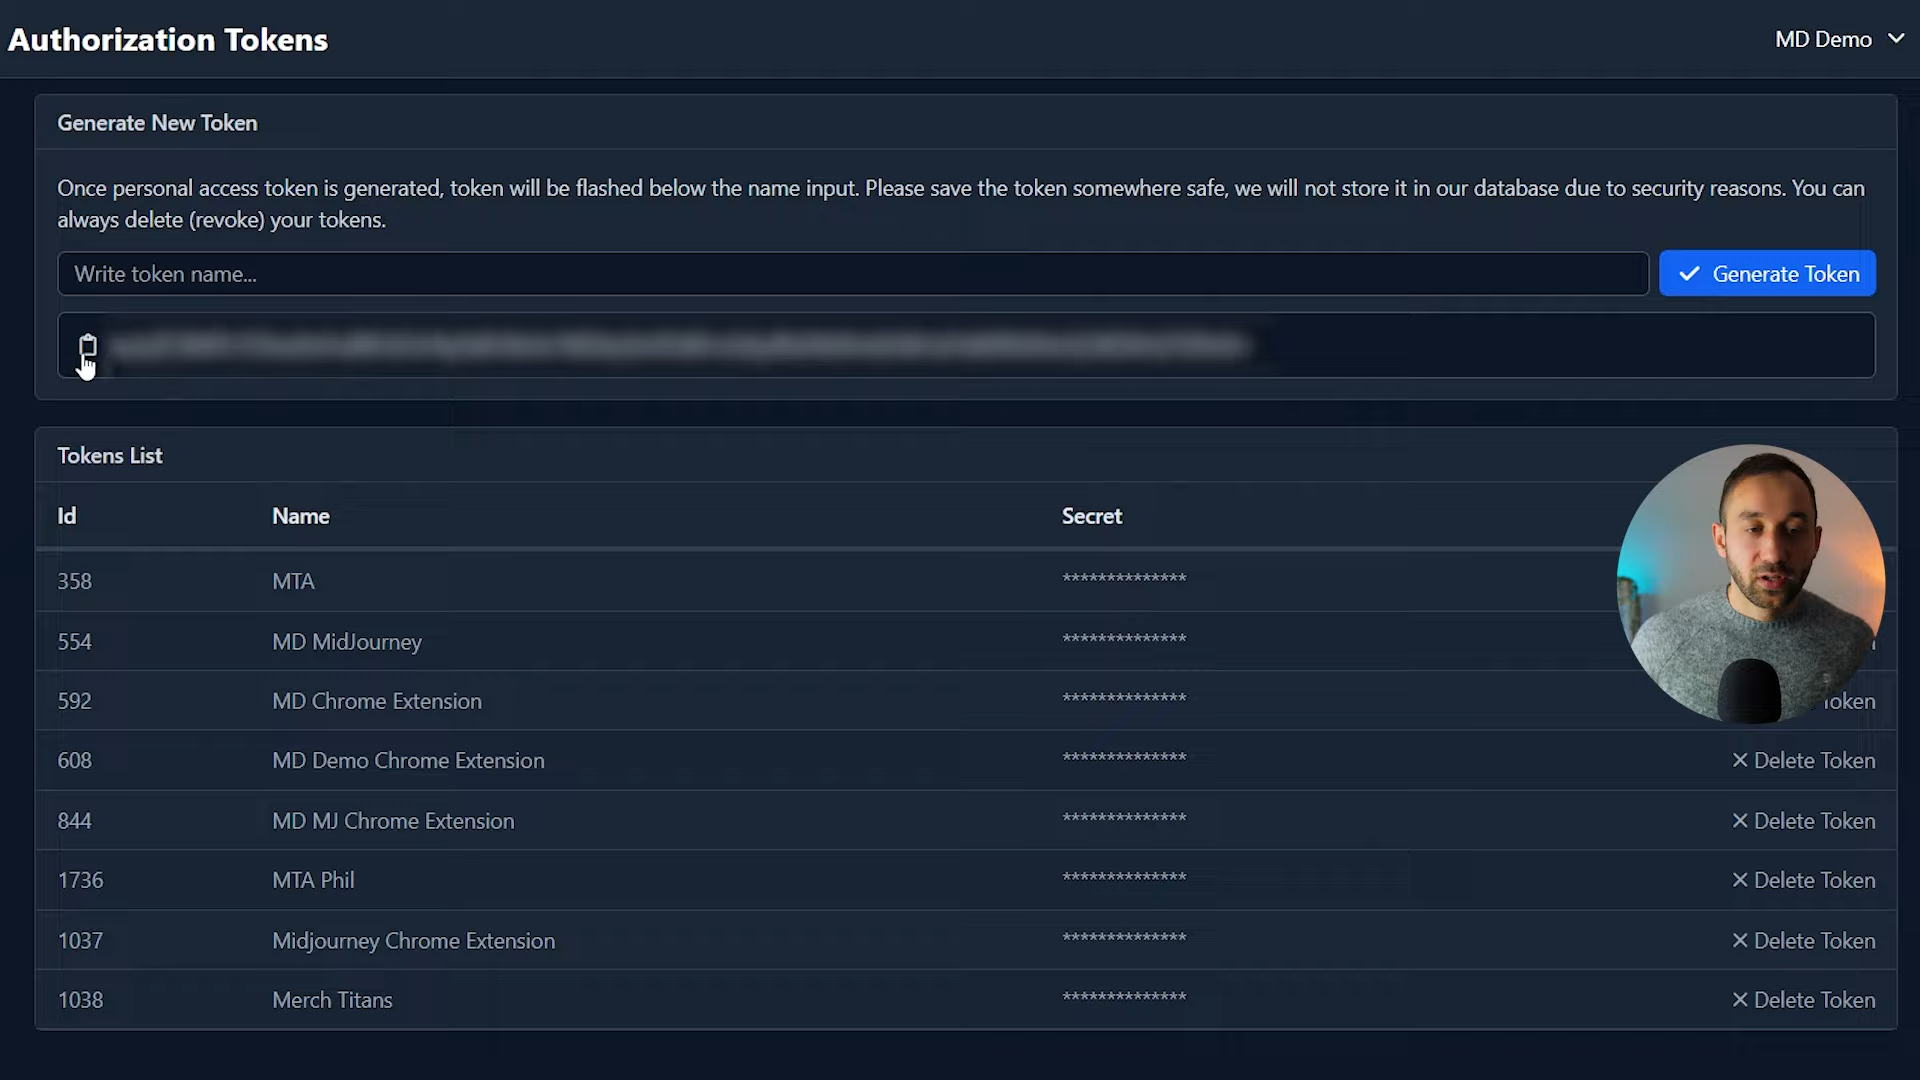 Authorization Tokens
MD Demo
Generate New Token
Once personal access token is generated, token will be flashed below the name input. Please save the token somewhere safe, we will not store it in our database due to security reasons. You can
always delete (revoke) your tokens.
Write token name...
Generate Token
Tokens List
Id Name Secret
358 MTA **************
554 MD MidJourney **************
592 MD Chrome Extension **************
608 MD Demo Chrome Extension ************** Delete Token
844 MD MJ Chrome Extension ************** Delete Token
1736 MTA Phil ************** Delete Token
1037 Midjourney Chrome Extension ************** Delete Token
1038 Merch Titans ************** Delete Token